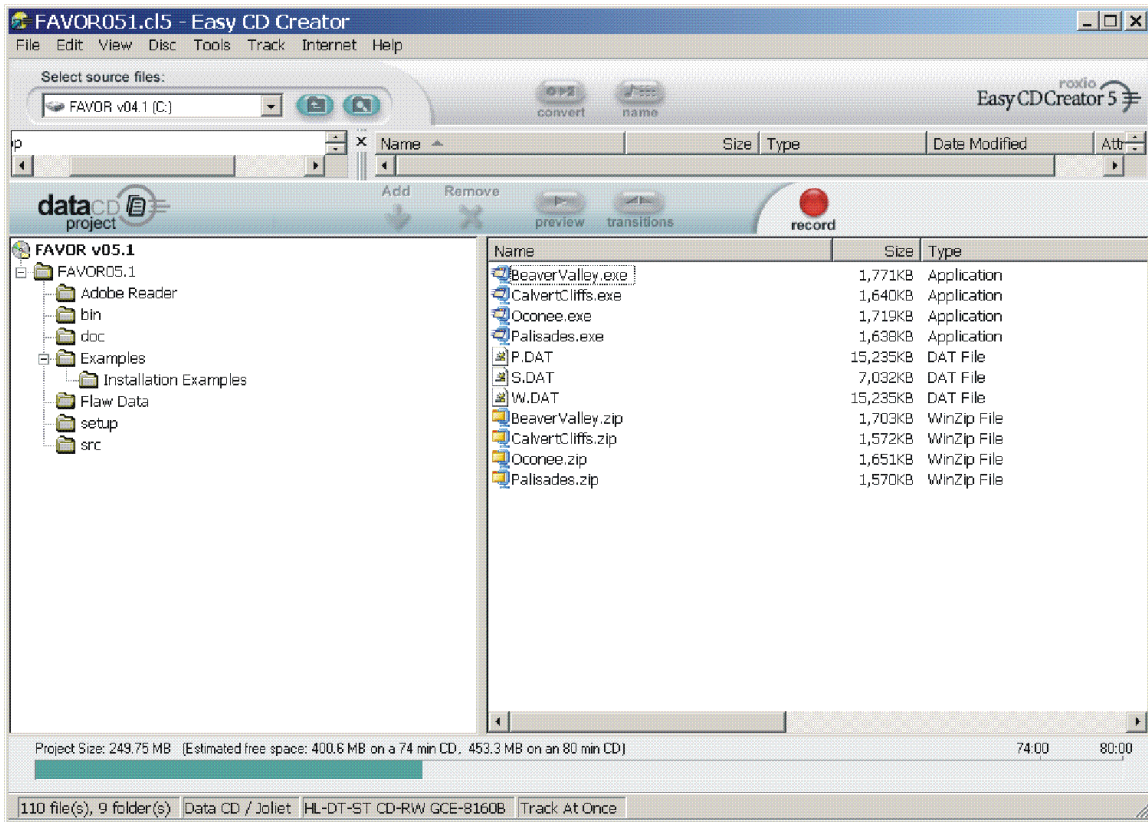 FAVOR051.cl5 - Easy CD Creator
File Edit View Disc Tools Track Internet Help
Select source files:
FAVOR v04.1 (C:)
convert name
roxio
Easy CD Creator 5
Name Size Type Date Modified Attr
data CD project
Add Remove preview transitions record
FAVOR v05.1
FAVOR05.1
Adobe Reader
bin
doc
Examples
Installation Examples
Flaw Data
setup
src
Name Size Type
BeaverValley.exe 1,771KB Application
CalvertCliffs.exe 1,640KB Application
Oconee.exe 1,719KB Application
Palisades.exe 1,638KB Application
P.DAT 15,235KB DAT File
S.DAT 7,032KB DAT File
W.DAT 15,235KB DAT File
BeaverValley.zip 1,703KB WinZip File
CalvertCliffs.zip 1,572KB WinZip File
Oconee.zip 1,651KB WinZip File
Palisades.zip 1,570KB WinZip File
Project Size: 249.75 MB (Estimated free space: 400.6 MB on a 74 min CD, 453.3 MB on an 80 min CD)
74:00 80:00
110 file(s), 9 folder(s) Data CD / Joliet HL-DT-ST CD-RW GCE-8160B Track At Once